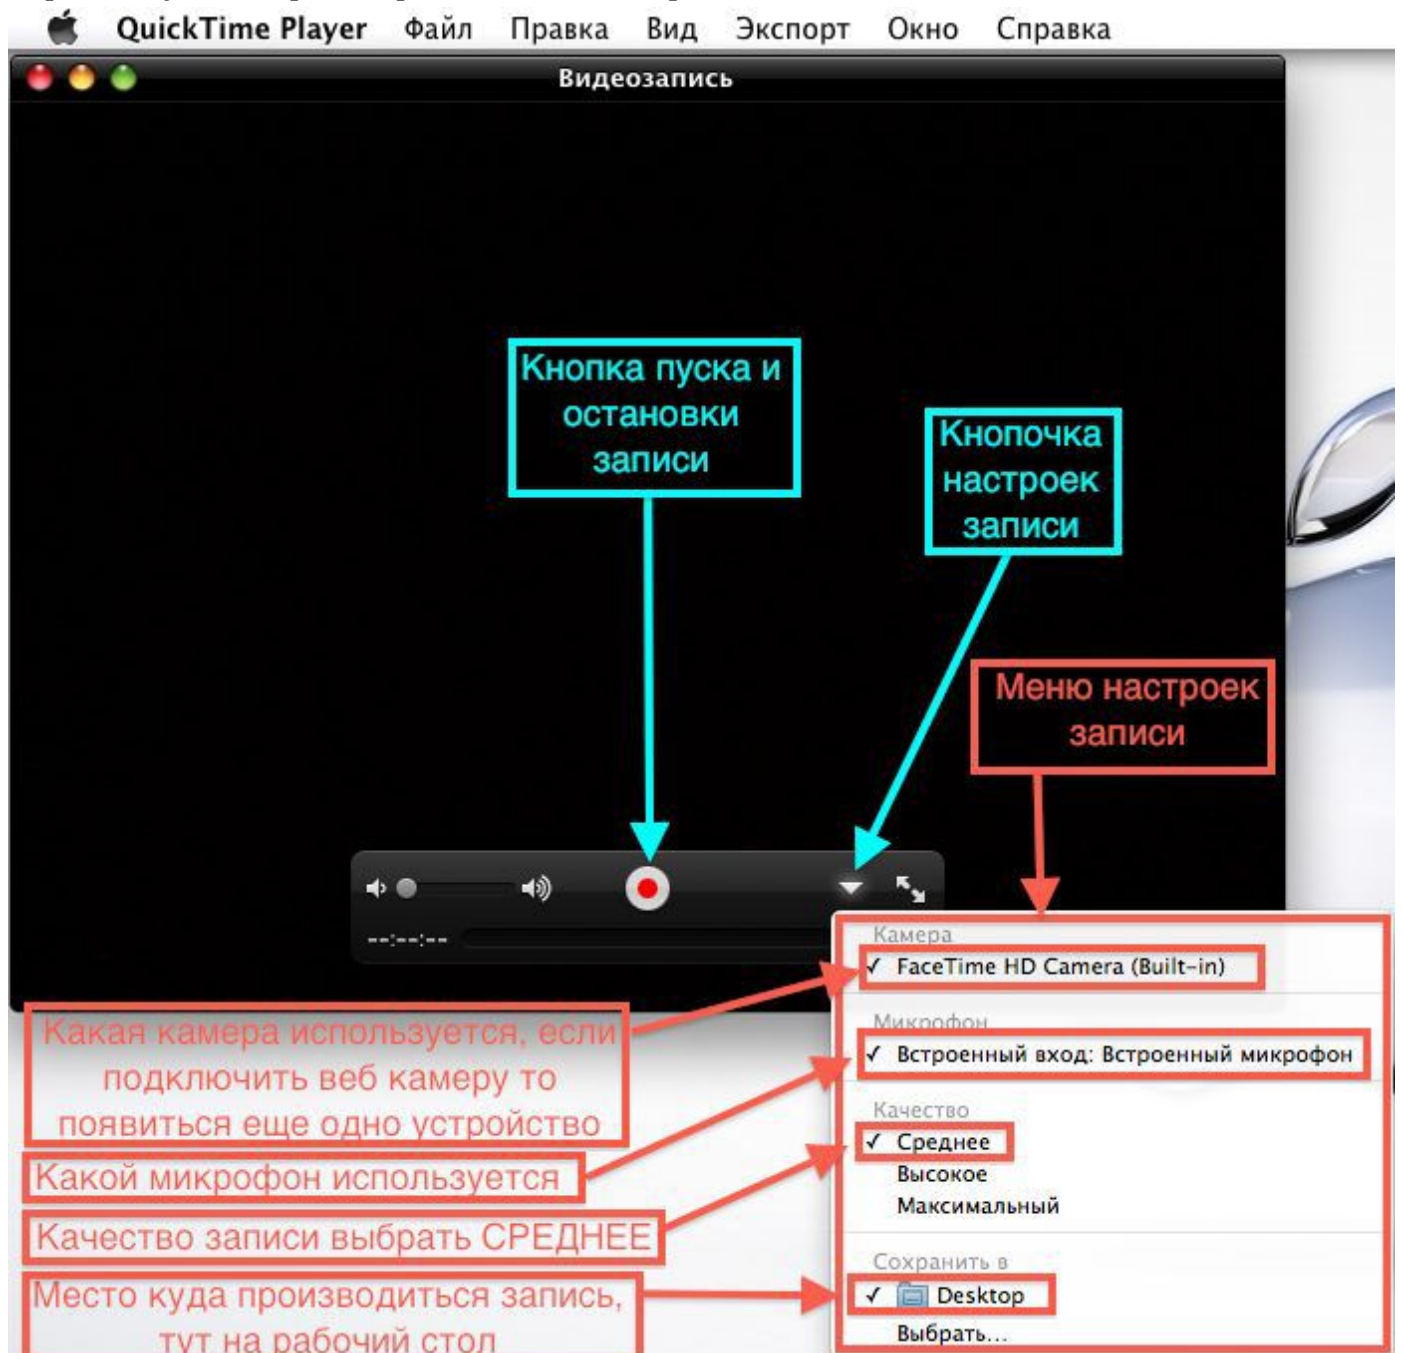 QuickTime Player Файл Правка Вид Экспорт Окно Справка
Видеозапись
Кнопка пуска и
остановки
записи
Кнопочка
настроек
записи
Меню настроек
записи
--:--:--
Камера
✓ FaceTime HD Camera (Built-in)
Микрофон
✓ Встроенный вход: Встроенный микрофон
Качество
✓ Среднее
Высокое
Максимальный
Сохранить в
✓ Desktop
Выбрать...
Какая камера используется, если
подключить веб камеру то
появиться еще одно устройство
Какой микрофон используется
Качество записи выбрать СРЕДНЕЕ
Место куда производиться запись,
тут на рабочий стол